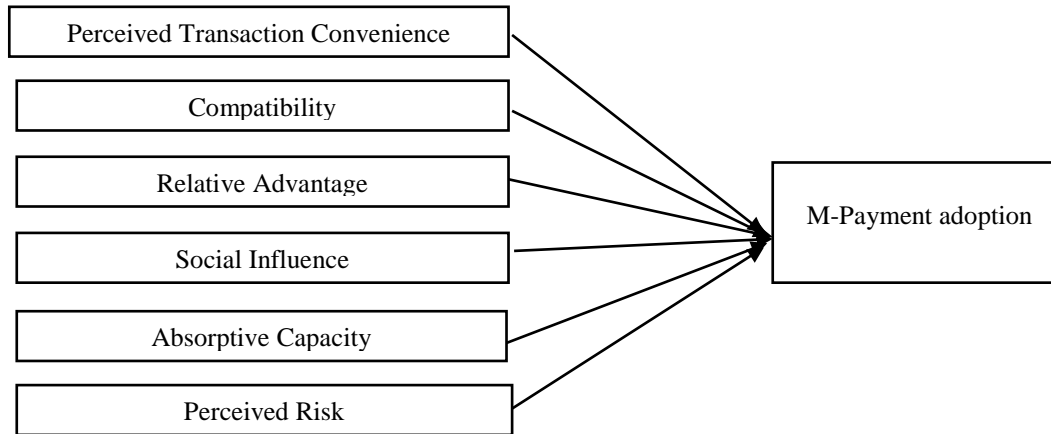 Perceived Transaction Convenience
Compatibility
Relative Advantage
Social Influence
Absorptive Capacity
Perceived Risk
M-Payment adoption